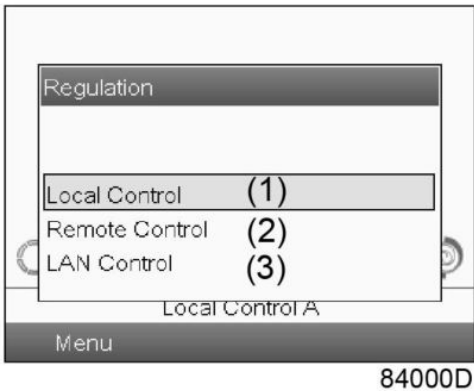 Regulation
Local Control (1)
Remote Control (2)
LAN Control (3)
Local Control A
Menu
84000D